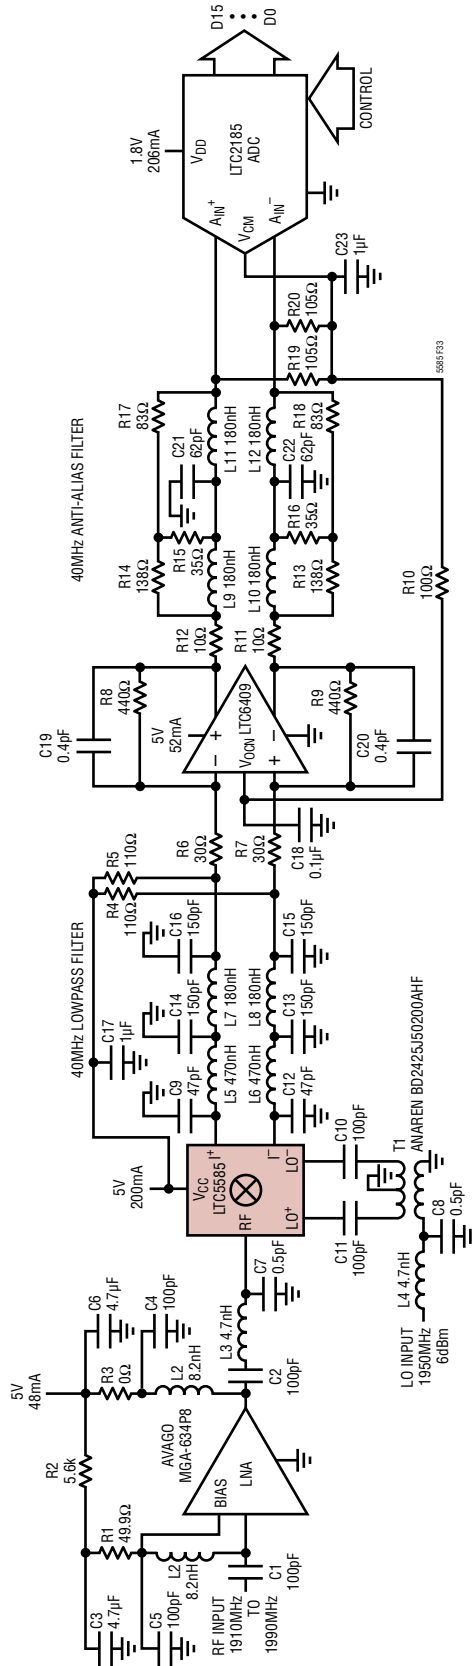 5V
48mA
R2
5.6k
C6
4.7µF
R3
0Ω
C4
100pF
C3
4.7µF
R1
49.9Ω
C5
100pF
L2
8.2nH
L2
8.2nH
AVAGO
MGA-634P8
BIAS
LNA
RF INPUT
1910MHz
TO
1990MHz
C1
100pF
C2
100pF
L3 4.7nH
C7
0.5pF
5V
200mA
VCC
LTC5585
RF
I+
I−
LO+
LO−
C11
100pF
C10
100pF
T1
ANAREN BD2425J50200AHF
L4 4.7nH
C8
0.5pF
LO INPUT
1950MHz
6dBm
40MHz LOWPASS FILTER
C17
1µF
C9
47pF
C14
150pF
C16
150pF
L5 470nH
L7 180nH
L6 470nH
L8 180nH
C12
47pF
C13
150pF
C15
150pF
R4
110Ω
R5
110Ω
R6
30Ω
R7
30Ω
C18
0.1µF
C19
0.4pF
R8
440Ω
5V
52mA
−
+
VOCN
LTC6409
+
−
R9
440Ω
C20
0.4pF
40MHz ANTI-ALIAS FILTER
R12
10Ω
R11
10Ω
R14
138Ω
R17
83Ω
R15
35Ω
C21
62pF
L9 180nH
L11 180nH
L10 180nH
L12 180nH
R16
35Ω
C22
62pF
R13
138Ω
R18
83Ω
R10
100Ω
R19
105Ω
R20
105Ω
C23
1µF
1.8V
206mA
VDD
AIN+
VCM
AIN−
LTC2185
ADC
D15
•••
D0
CONTROL
5585 F33